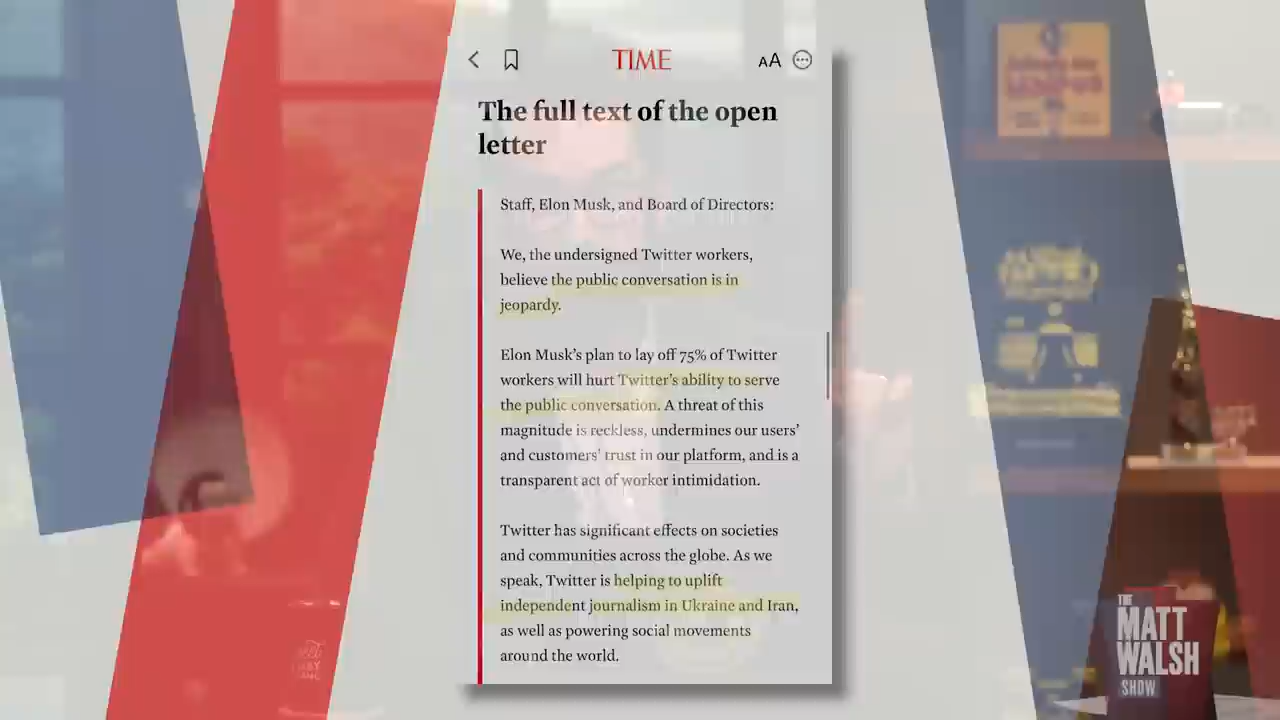 TIME
AA
The full text of the open
letter
Staff, Elon Musk, and Board of Directors:
We, the undersigned Twitter workers,
believe the public conversation is in
jeopardy.
Elon Musk’s plan to lay off 75% of Twitter
workers will hurt Twitter’s ability to serve
the public conversation. A threat of this
magnitude is reckless, undermines our users’
and customers’ trust in our platform, and is a
transparent act of worker intimidation.
Twitter has significant effects on societies
and communities across the globe. As we
speak, Twitter is helping to uplift
independent journalism in Ukraine and Iran,
as well as powering social movements
around the world.
THE
MATT
WALSH
SHOW